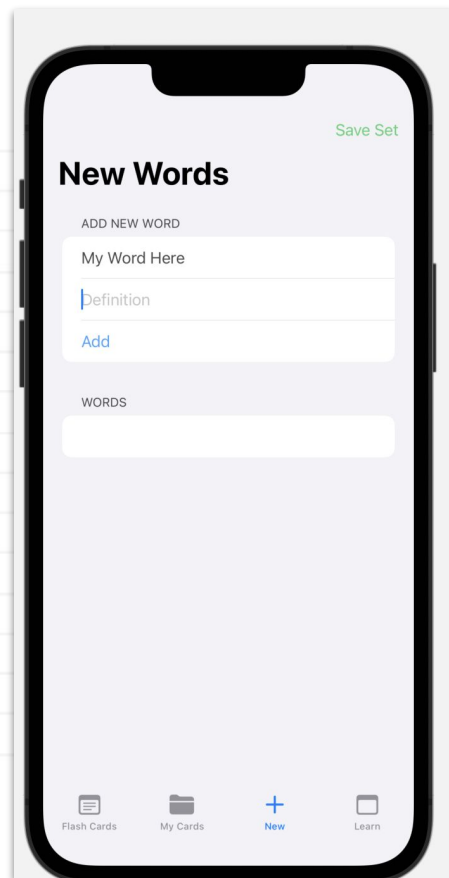 Save Set
New Words
ADD NEW WORD
My Word Here
Definition
Add
WORDS
Flash Cards My Cards New Learn